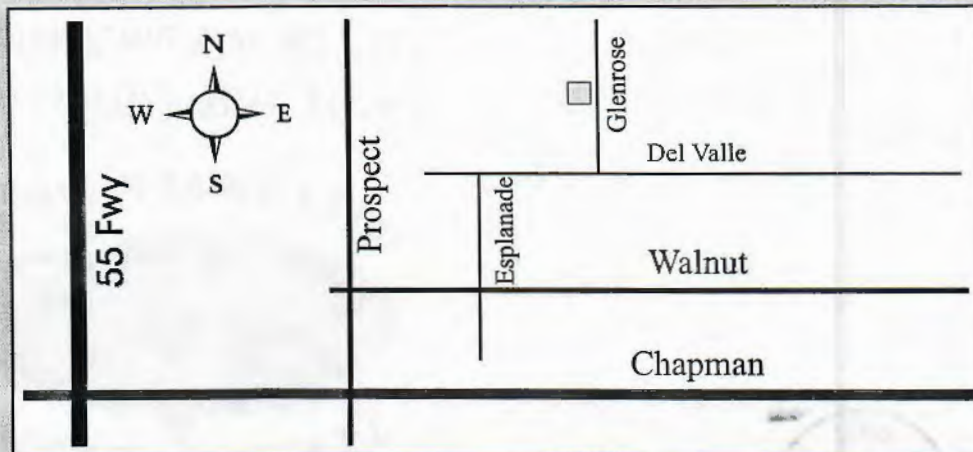 N
W E
S
55 Fwy
Prospect
Glenrose
Del Valle
Esplanade
Walnut
Chapman